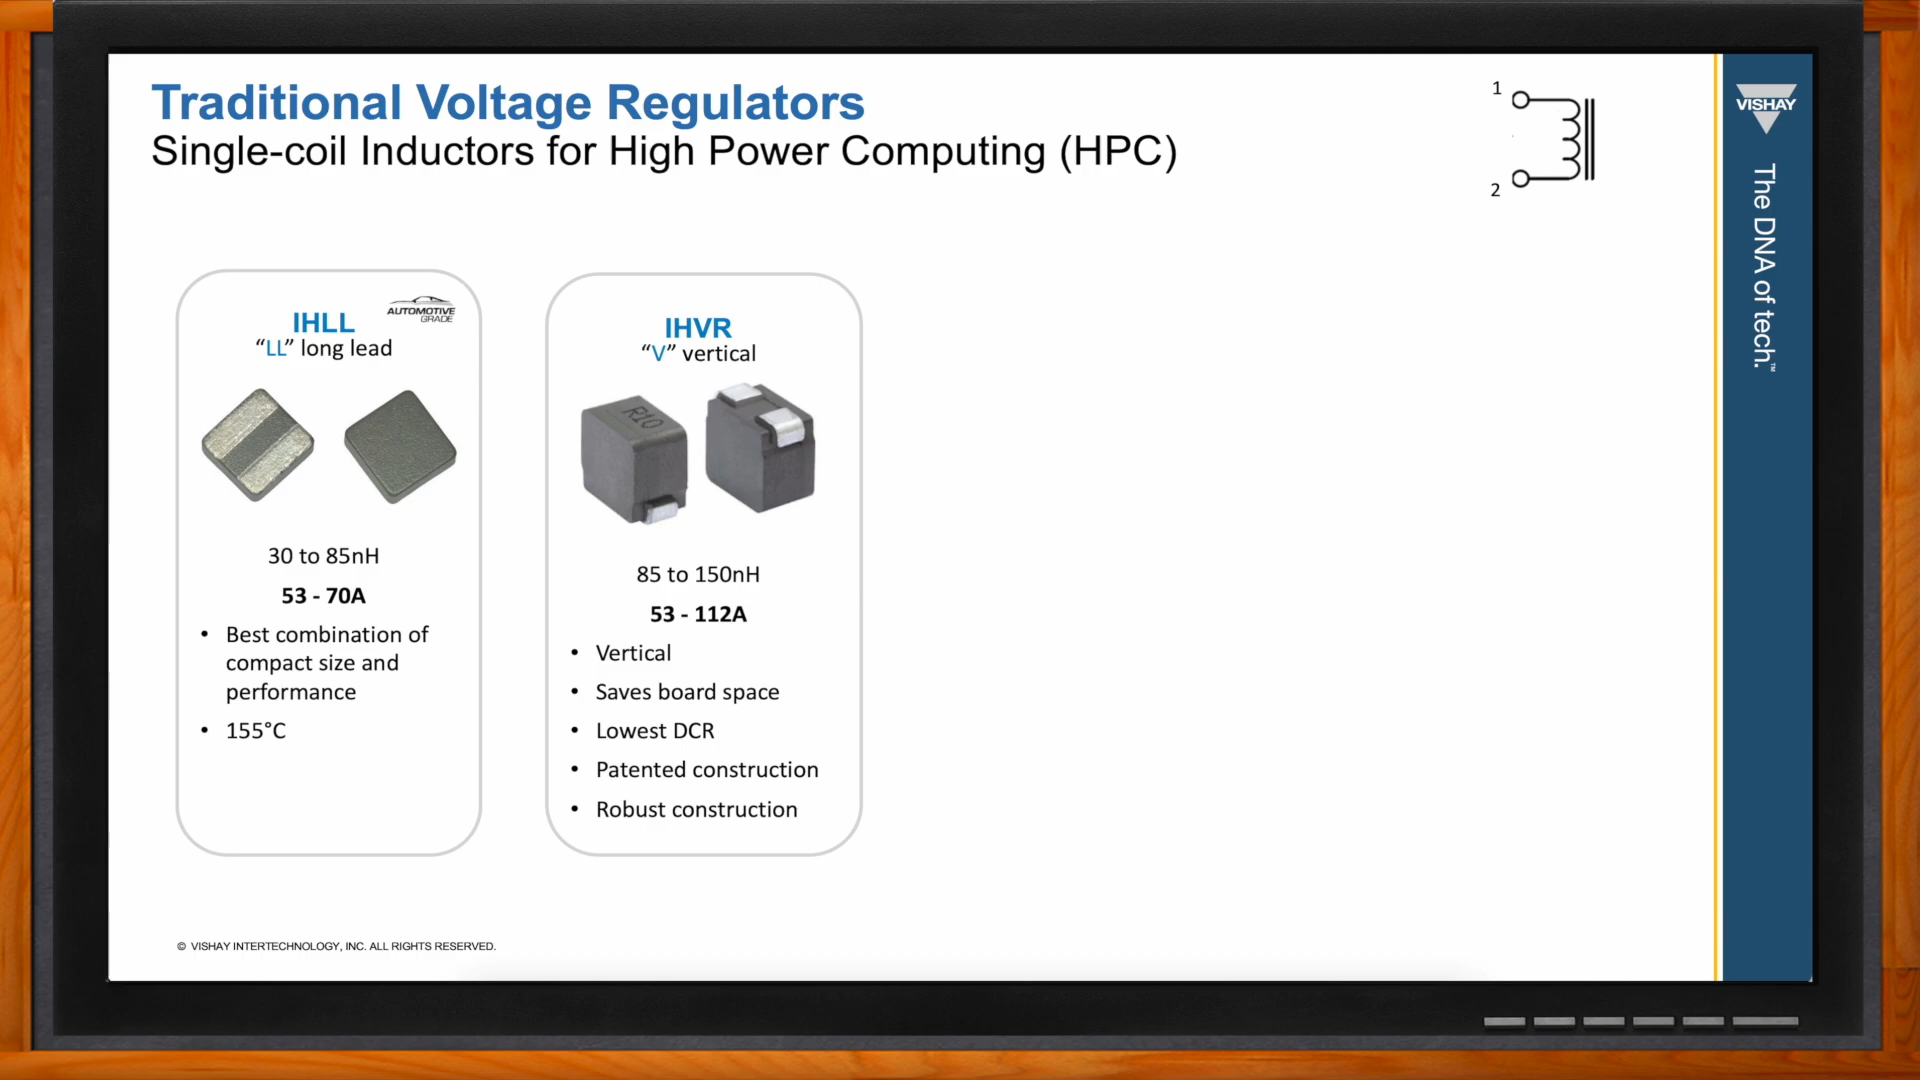 Traditional Voltage Regulators
Single-coil Inductors for High Power Computing (HPC)
1
2
VISHAY
The DNA of tech.™
IHLL
AUTOMOTIVE
GRADE
“LL” long lead
30 to 85nH
53 - 70A
• Best combination of
compact size and
performance
• 155°C
IHVR
“V” vertical
R10
85 to 150nH
53 - 112A
• Vertical
• Saves board space
• Lowest DCR
• Patented construction
• Robust construction
© VISHAY INTERTECHNOLOGY, INC. ALL RIGHTS RESERVED.